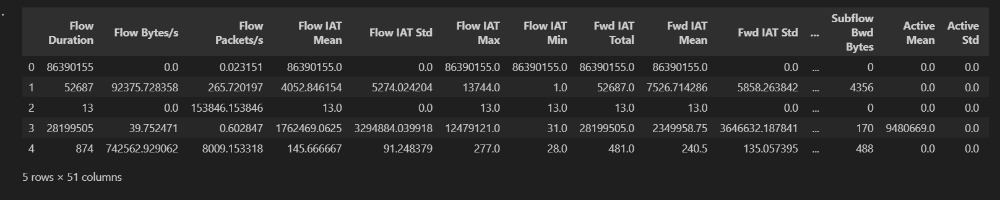 Flow Duration Flow Bytes/s Flow Packets/s Flow IAT Mean Flow IAT Std Flow IAT Max Flow IAT Min Fwd IAT Total Fwd IAT Mean Fwd IAT Std ... Subflow Bwd Bytes Active Mean Active Std
0 86390155 0.0 0.023151 86390155.0 0.0 86390155.0 86390155.0 86390155.0 86390155.0 0.0 ... 0 0.0 0.0
1 52687 92375.728358 265.720197 4052.846154 5274.024204 13744.0 1.0 52687.0 7526.714286 5858.263842 ... 4356 0.0 0.0
2 13 0.0 153846.153846 13.0 0.0 13.0 13.0 13.0 13.0 0.0 ... 0 0.0 0.0
3 28199505 39.752471 0.602847 1762469.0625 3294884.039918 12479121.0 31.0 28199505.0 2349958.75 3646632.187841 ... 170 9480669.0 0.0
4 874 742562.929062 8009.153318 145.666667 91.248379 277.0 28.0 481.0 240.5 135.057395 ... 488 0.0 0.0
5 rows × 51 columns